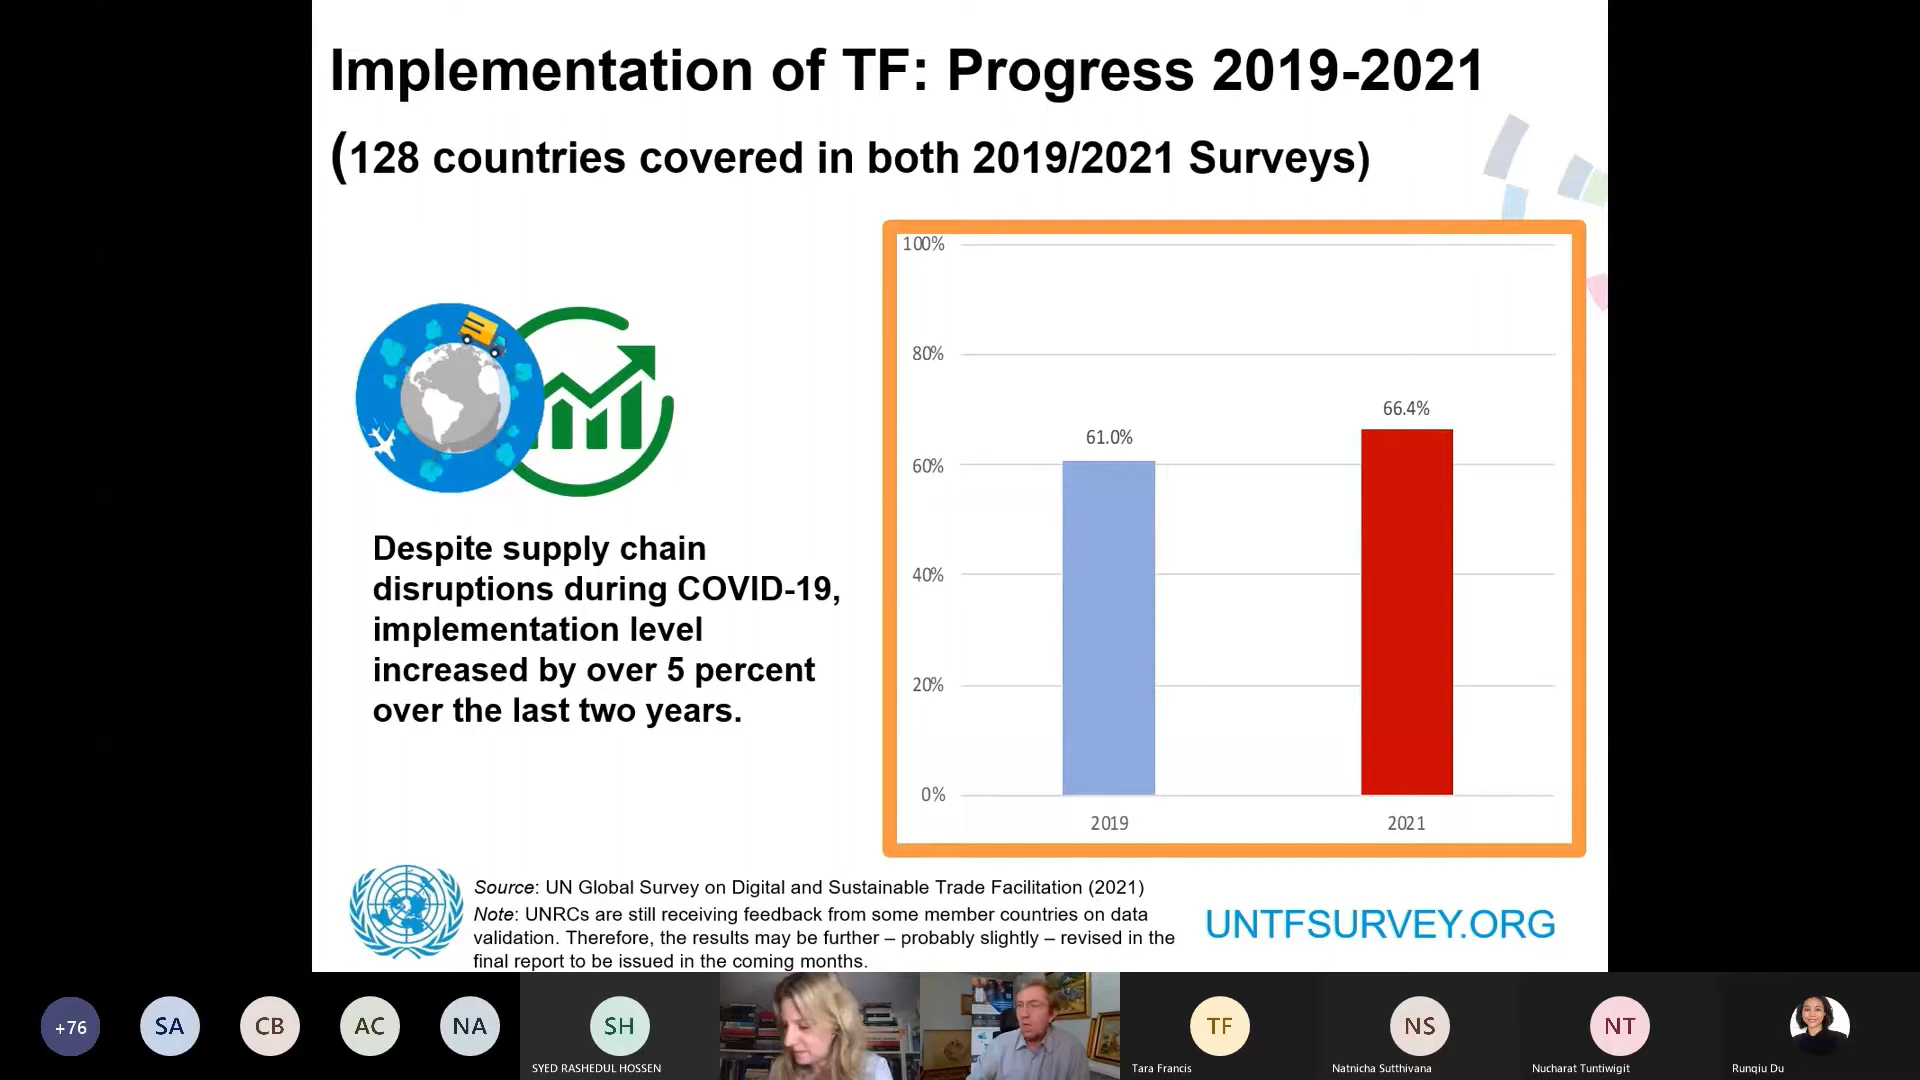 Implementation of TF: Progress 2019-2021
(128 countries covered in both 2019/2021 Surveys)
100%
80%
60%
40%
20%
0%
61.0%
66.4%
2019
2021
Despite supply chain
disruptions during COVID-19,
implementation level
increased by over 5 percent
over the last two years.
Source: UN Global Survey on Digital and Sustainable Trade Facilitation (2021)
Note: UNRCs are still receiving feedback from some member countries on data
validation. Therefore, the results may be further – probably slightly – revised in the
final report to be issued in the coming months.
UNTFSURVEY.ORG
+76
SA
CB
AC
NA
SH
SYED RASHEDUL HOSSEN
TF
Tara Francis
NS
Natnicha Sutthivana
NT
Nucharat Tuntiwigit
Runqiu Du